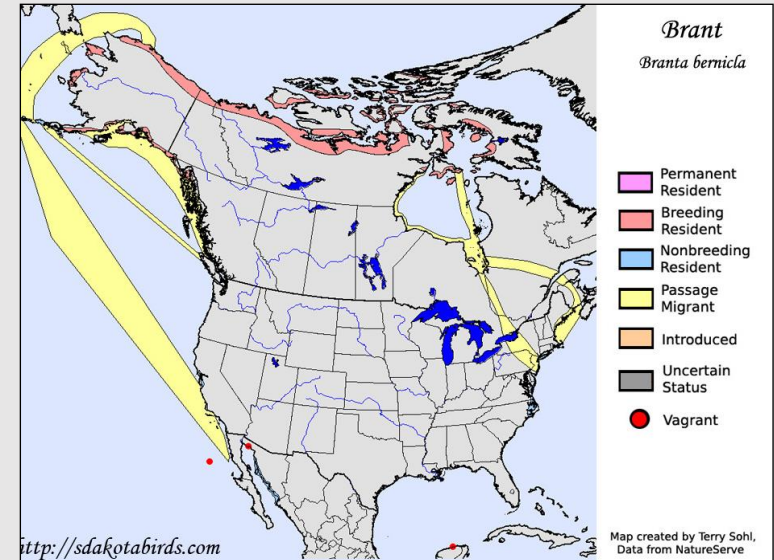 Brant
Branta bernicla
Permanent
Resident
Breeding
Resident
Nonbreeding
Resident
Passage
Migrant
Introduced
Uncertain
Status
Vagrant
ttp://sdakotabirds.com
Map created by Terry Sohl,
Data from NatureServe